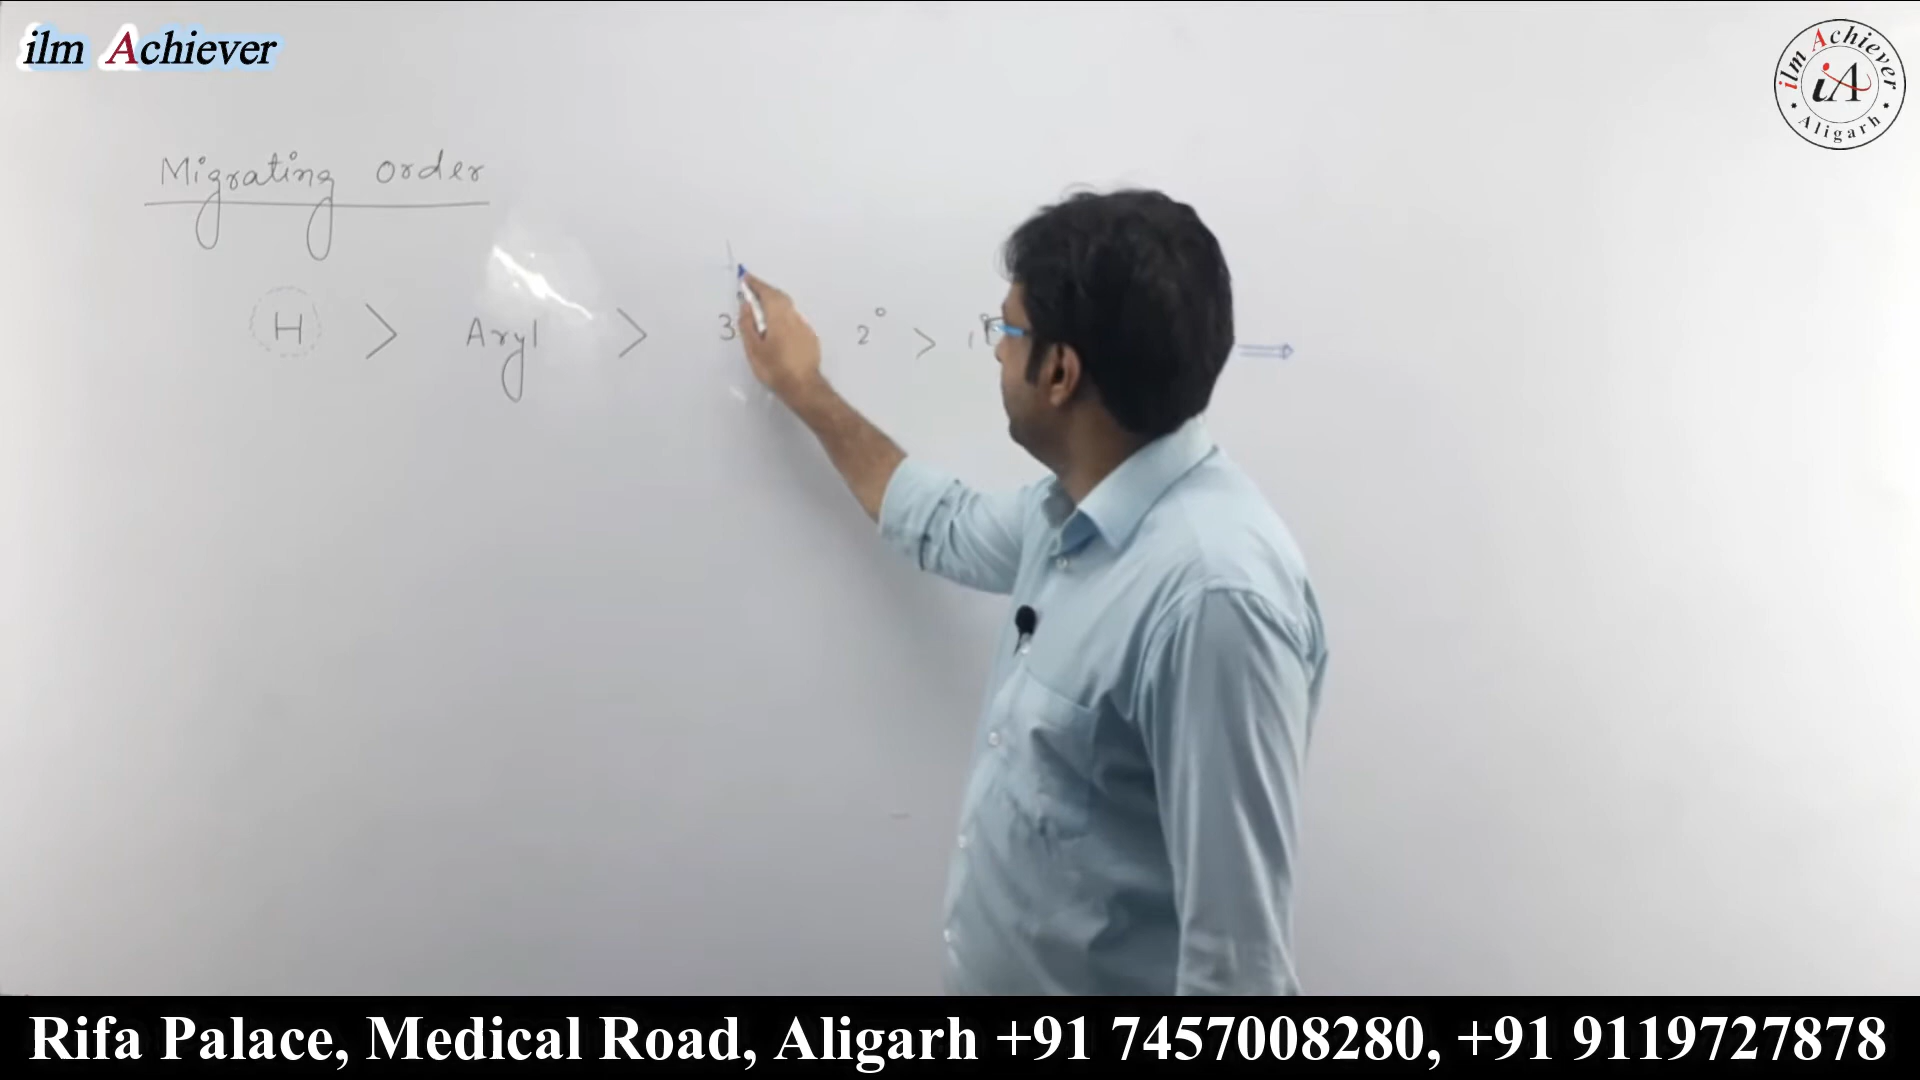 ilm Achiever
ilm Achiever
iA
Aligarh
Migrating order
H > Aryl > 3 2° > 1°
Rifa Palace, Medical Road, Aligarh +91 7457008280, +91 9119727878